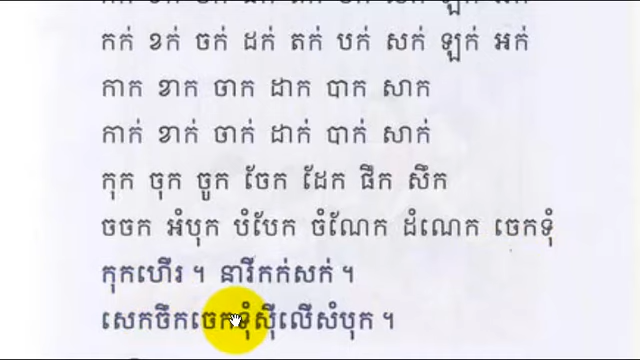 កក់ ខក់ ចក់ ដក់ តក់ បក់ សក់ ឡក់ អក់
កាក ខាក ចាក ដាក បាក សាក
កាក់ ខាក់ ចាក់ ដាក់ បាក់ សាក់
កុក ចុក ចូក ចែក ដែក ផឹក សឹក
ចចក អំបុក បំបែក ចំណែក ដំណេក ចេកទុំ
កុកហើរ ។ នារីកក់សក់ ។
សេកចឹកចេកទុំស៊ីលើសំបុក ។